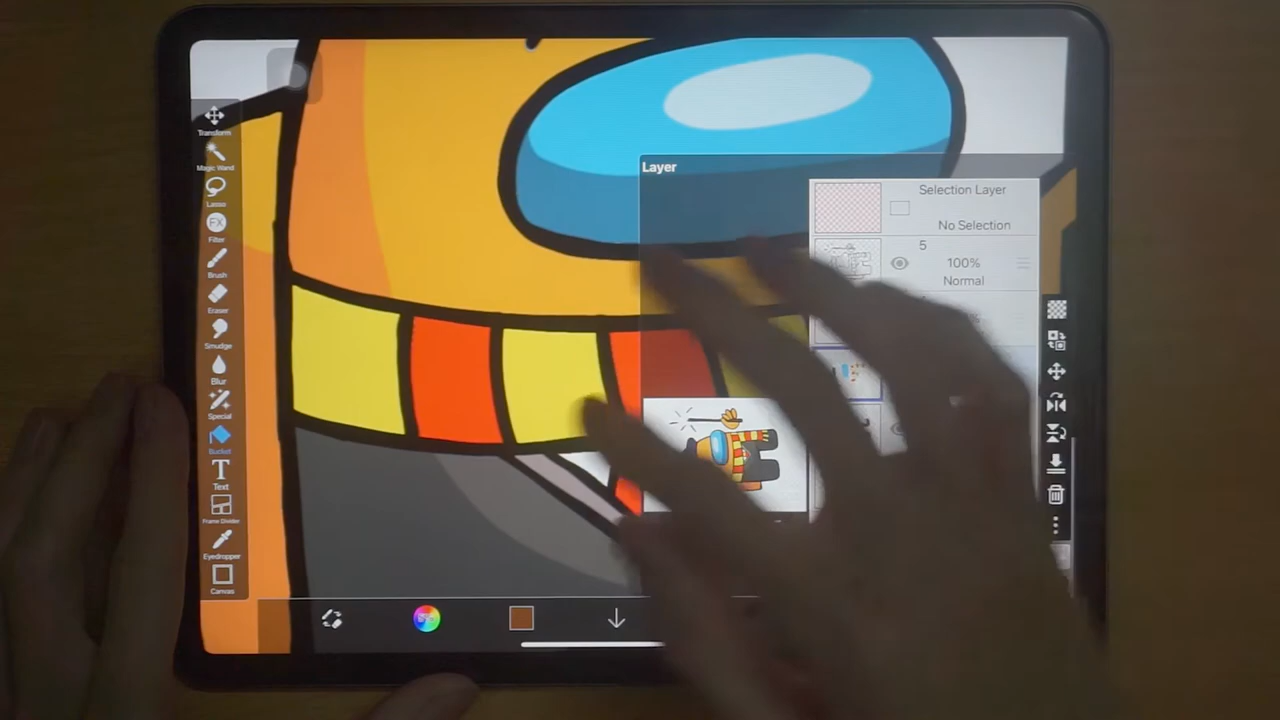 Layer
Selection Layer
No Selection
5
100%
Normal
Transform
Magic Wand
Lasso
FX
Filter
Brush
Eraser
Smudge
Blur
Special
Bucket
T
Text
Frame Divider
Eyedropper
Canvas